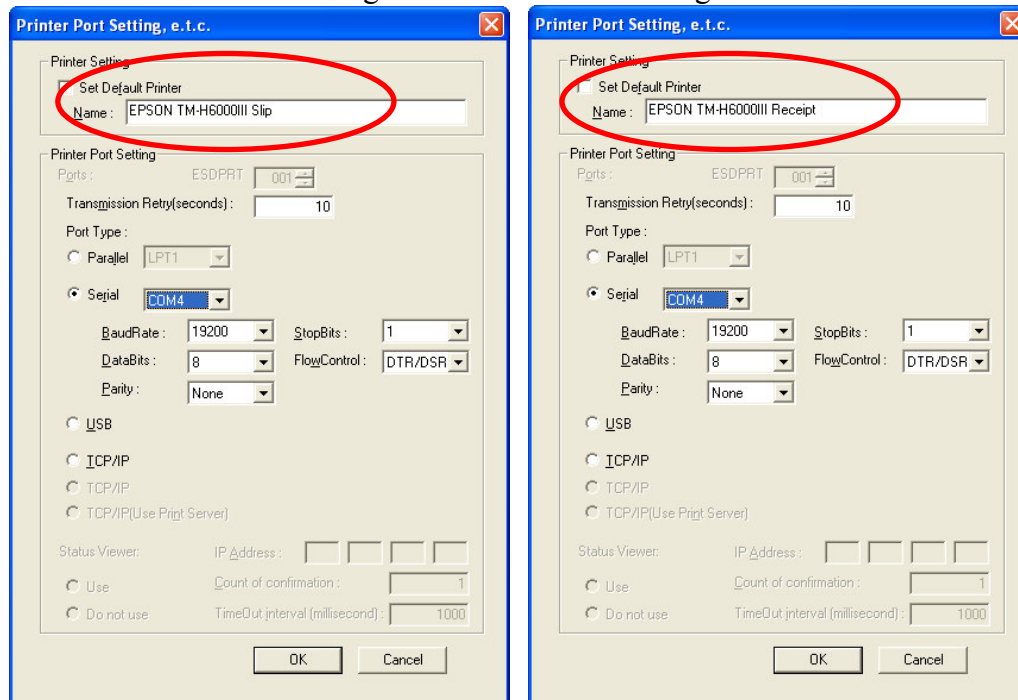 Printer Port Setting, e.t.c.
Printer Setting
Set Default Printer
Name : EPSON TM-H6000III Slip
Printer Port Setting
Ports : ESDPRT 001
Transmission Retry(seconds) : 10
Port Type :
Parallel LPT1
Serial COM4
BaudRate : 19200 StopBits : 1
DataBits : 8 FlowControl : DTR/DSR
Parity : None
USB
TCP/IP
TCP/IP
TCP/IP(Use Print Server)
Status Viewer: IP Address :
Use Count of confirmation : 1
Do not use TimeOut interval (millisecond) : 1000
OK Cancel
Printer Port Setting, e.t.c.
Printer Setting
Set Default Printer
Name : EPSON TM-H6000III Receipt
Printer Port Setting
Ports : ESDPRT 001
Transmission Retry(seconds) : 10
Port Type :
Parallel LPT1
Serial COM4
BaudRate : 19200 StopBits : 1
DataBits : 8 FlowControl : DTR/DSR
Parity : None
USB
TCP/IP
TCP/IP
TCP/IP(Use Print Server)
Status Viewer: IP Address :
Use Count of confirmation : 1
Do not use TimeOut interval (millisecond) : 1000
OK Cancel